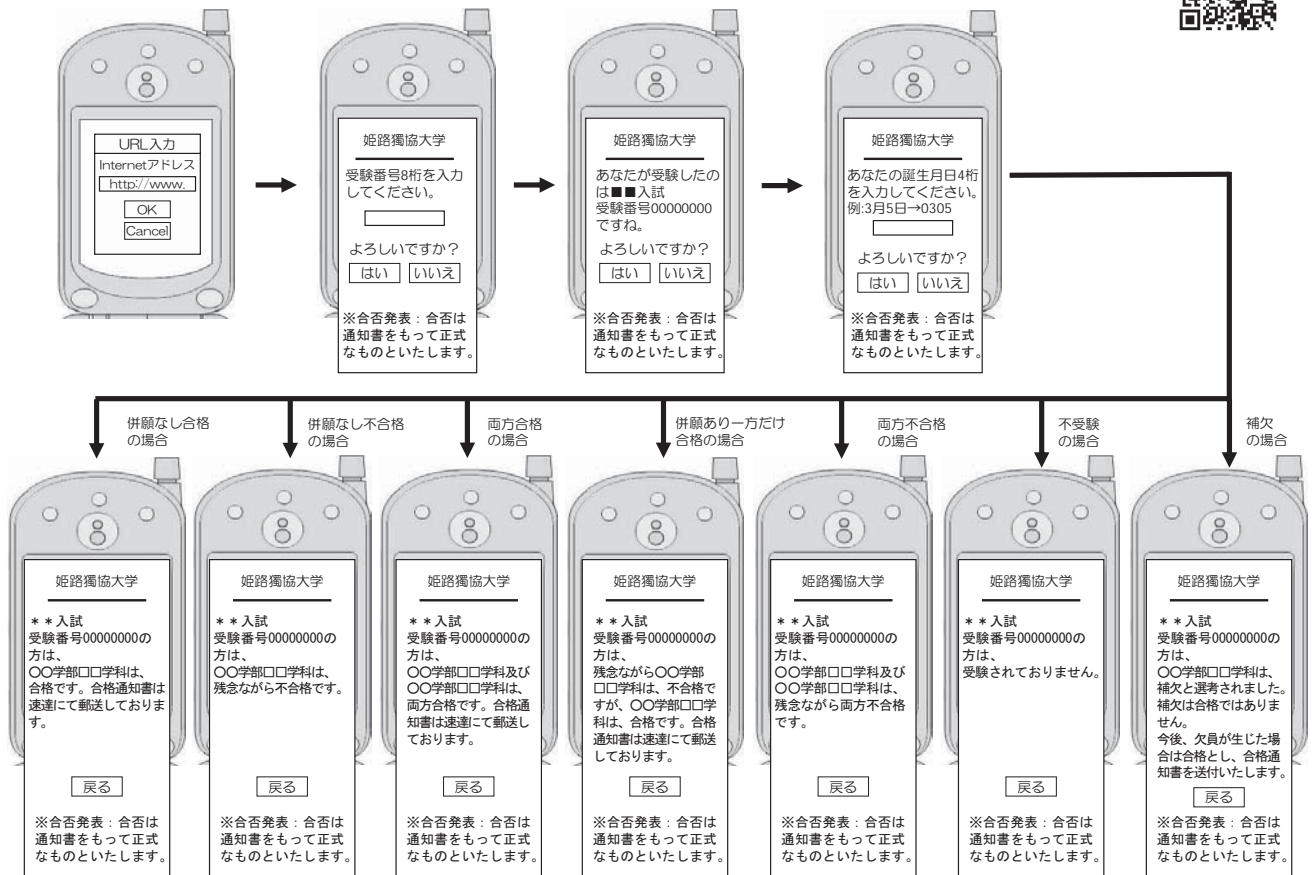 URL入力
Internetアドレス
http://www.
OK
Cancel
姫路獨協大学
受験番号8桁を入力
してください。
よろしいですか？
はい いいえ
※合否発表：合否は
通知書をもって正式
なものといたします。
姫路獨協大学
あなたが受験したの
は■■入試
受験番号00000000
ですね。
よろしいですか？
はい いいえ
※合否発表：合否は
通知書をもって正式
なものといたします。
姫路獨協大学
あなたの誕生月日4桁
を入力してください。
例:3月5日→0305
よろしいですか？
はい いいえ
※合否発表：合否は
通知書をもって正式
なものといたします。
併願なし合格
の場合
姫路獨協大学
＊＊入試
受験番号00000000の
方は、
〇〇学部□□学科は、
合格です。合格通知書は
速達にて郵送しておりま
す。
戻る
※合否発表：合否は
通知書をもって正式
なものといたします。
併願なし不合格
の場合
姫路獨協大学
＊＊入試
受験番号00000000の
方は、
〇〇学部□□学科は、
残念ながら不合格です。
戻る
※合否発表：合否は
通知書をもって正式
なものといたします。
両方合格
の場合
姫路獨協大学
＊＊入試
受験番号00000000の
方は、
〇〇学部□□学科及び
〇〇学部□□学科は、
両方合格です。合格通
知書は速達にて郵送し
ております。
戻る
※合否発表：合否は
通知書をもって正式
なものといたします。
併願あり一方だけ
合格の場合
姫路獨協大学
＊＊入試
受験番号00000000の
方は、
残念ながら〇〇学部
□□学科は、不合格で
すが、〇〇学部□□学
科は、合格です。合格
通知書は速達にて郵送
しております。
戻る
※合否発表：合否は
通知書をもって正式
なものといたします。
両方不合格
の場合
姫路獨協大学
＊＊入試
受験番号00000000の
方は、
〇〇学部□□学科及び
〇〇学部□□学科は、
残念ながら両方不合格
です。
戻る
※合否発表：合否は
通知書をもって正式
なものといたします。
不受験
の場合
姫路獨協大学
＊＊入試
受験番号00000000の
方は、
受験されておりません。
戻る
※合否発表：合否は
通知書をもって正式
なものといたします。
補欠
の場合
姫路獨協大学
＊＊入試
受験番号00000000の
方は、
〇〇学部□□学科は、
補欠と選考されました。
補欠は合格ではありま
せん。
今後、欠員が生じた場
合は合格とし、合格通
知書を送付いたします。
戻る
※合否発表：合否は
通知書をもって正式
なものといたします。